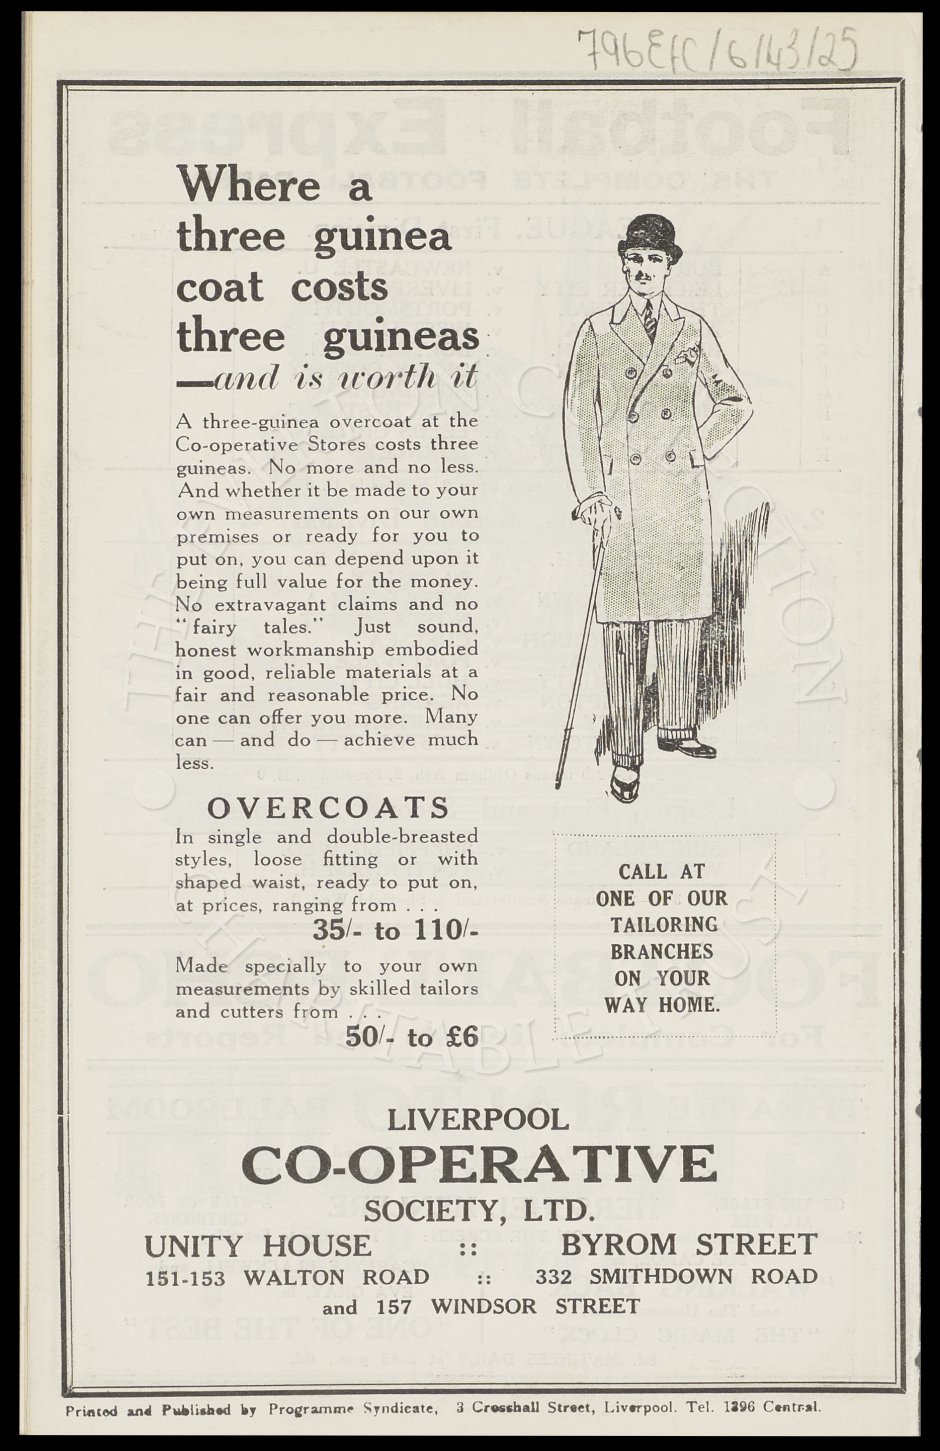 796EFC/6/43/25
Where a
three guinea
coat costs
three guineas
—and is worth it
A three-guinea overcoat at the
Co-operative Stores costs three
guineas. No more and no less.
And whether it be made to your
own measurements on our own
premises or ready for you to
put on, you can depend upon it
being full value for the money.
No extravagant claims and no
"fairy tales." Just sound,
honest workmanship embodied
in good, reliable materials at a
fair and reasonable price. No
one can offer you more. Many
can — and do — achieve much
less.
OVERCOATS
In single and double-breasted
styles, loose fitting or with
shaped waist, ready to put on,
at prices, ranging from . . .
35/- to 110/-
Made specially to your own
measurements by skilled tailors
and cutters from . . .
50/- to £6
CALL AT
ONE OF OUR
TAILORING
BRANCHES
ON YOUR
WAY HOME.
LIVERPOOL
CO-OPERATIVE
SOCIETY, LTD.
UNITY HOUSE :: BYROM STREET
151-153 WALTON ROAD :: 332 SMITHDOWN ROAD
and 157 WINDSOR STREET
Printed and Published by Programme Syndicate, 3 Crosshall Street, Liverpool. Tel. 1896 Central.
THE EVERTON COLLECTION
CHARITABLE TRUST